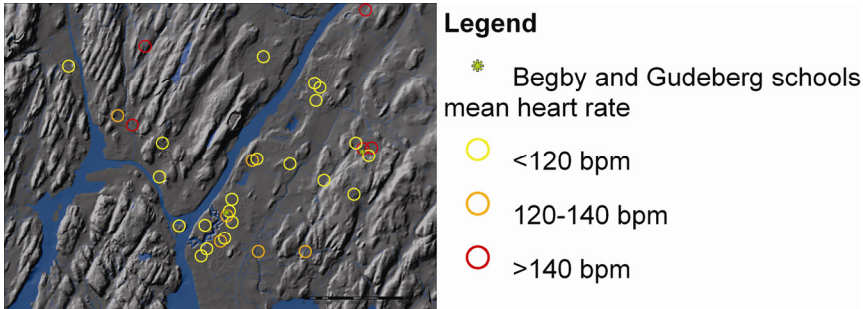 Legend
Begby and Gudeberg schools
mean heart rate
<120 bpm
120-140 bpm
>140 bpm